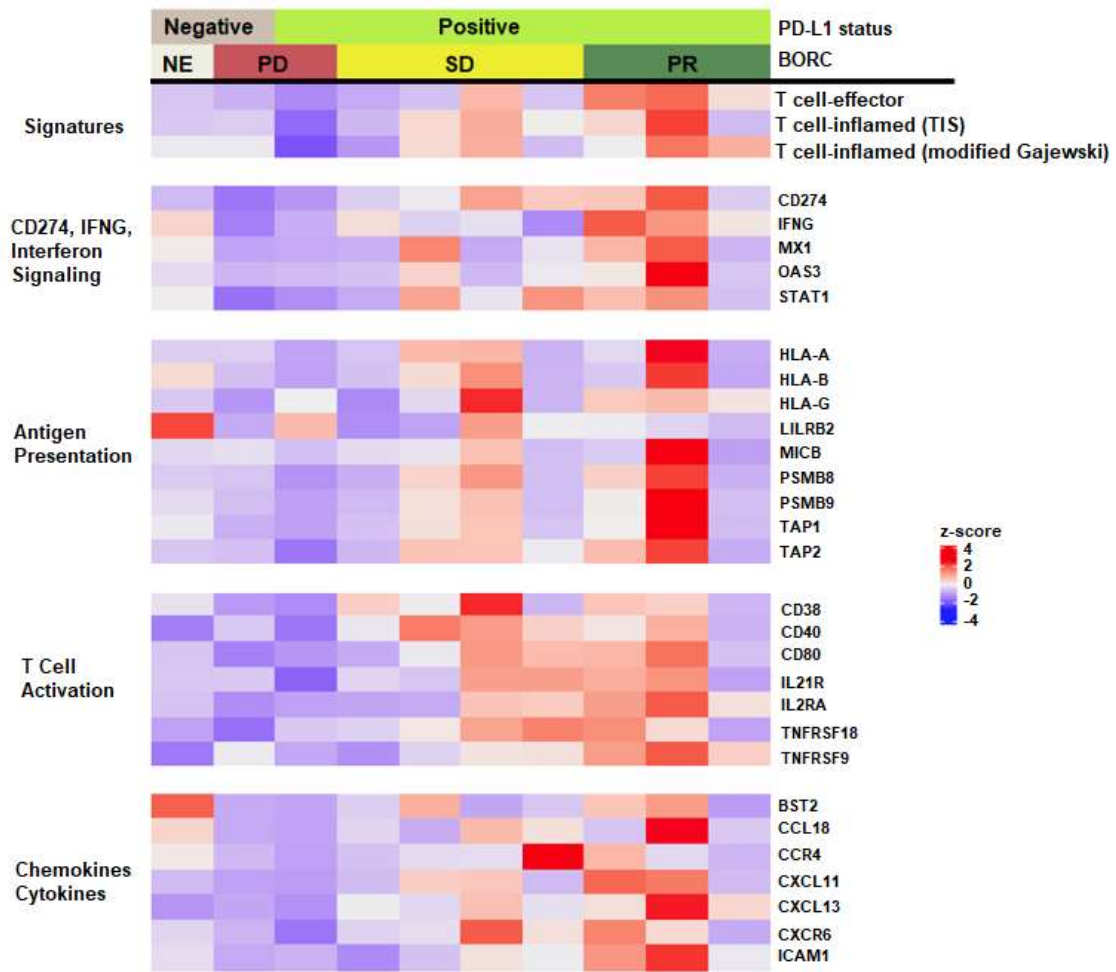 Negative Positive PD-L1 status
NE PD SD PR BORC
Signatures
T cell-effector
T cell-inflamed (TIS)
T cell-inflamed (modified Gajewski)
CD274, IFNG,
Interferon
Signaling
CD274
IFNG
MX1
OAS3
STAT1
Antigen
Presentation
HLA-A
HLA-B
HLA-G
LILRB2
MICB
PSMB8
PSMB9
TAP1
TAP2
z-score
4
2
0
-2
-4
T Cell
Activation
CD38
CD40
CD80
IL21R
IL2RA
TNFRSF18
TNFRSF9
Chemokines
Cytokines
BST2
CCL18
CCR4
CXCL11
CXCL13
CXCR6
ICAM1